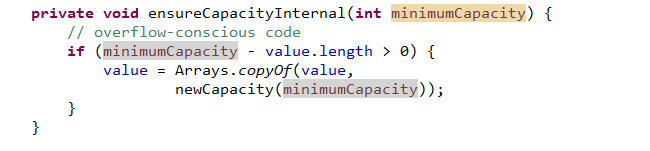 private void ensureCapacityInternal(int minimumCapacity) {
    // overflow-conscious code
    if (minimumCapacity - value.length > 0) {
        value = Arrays.copyOf(value,
                newCapacity(minimumCapacity));
    }
}